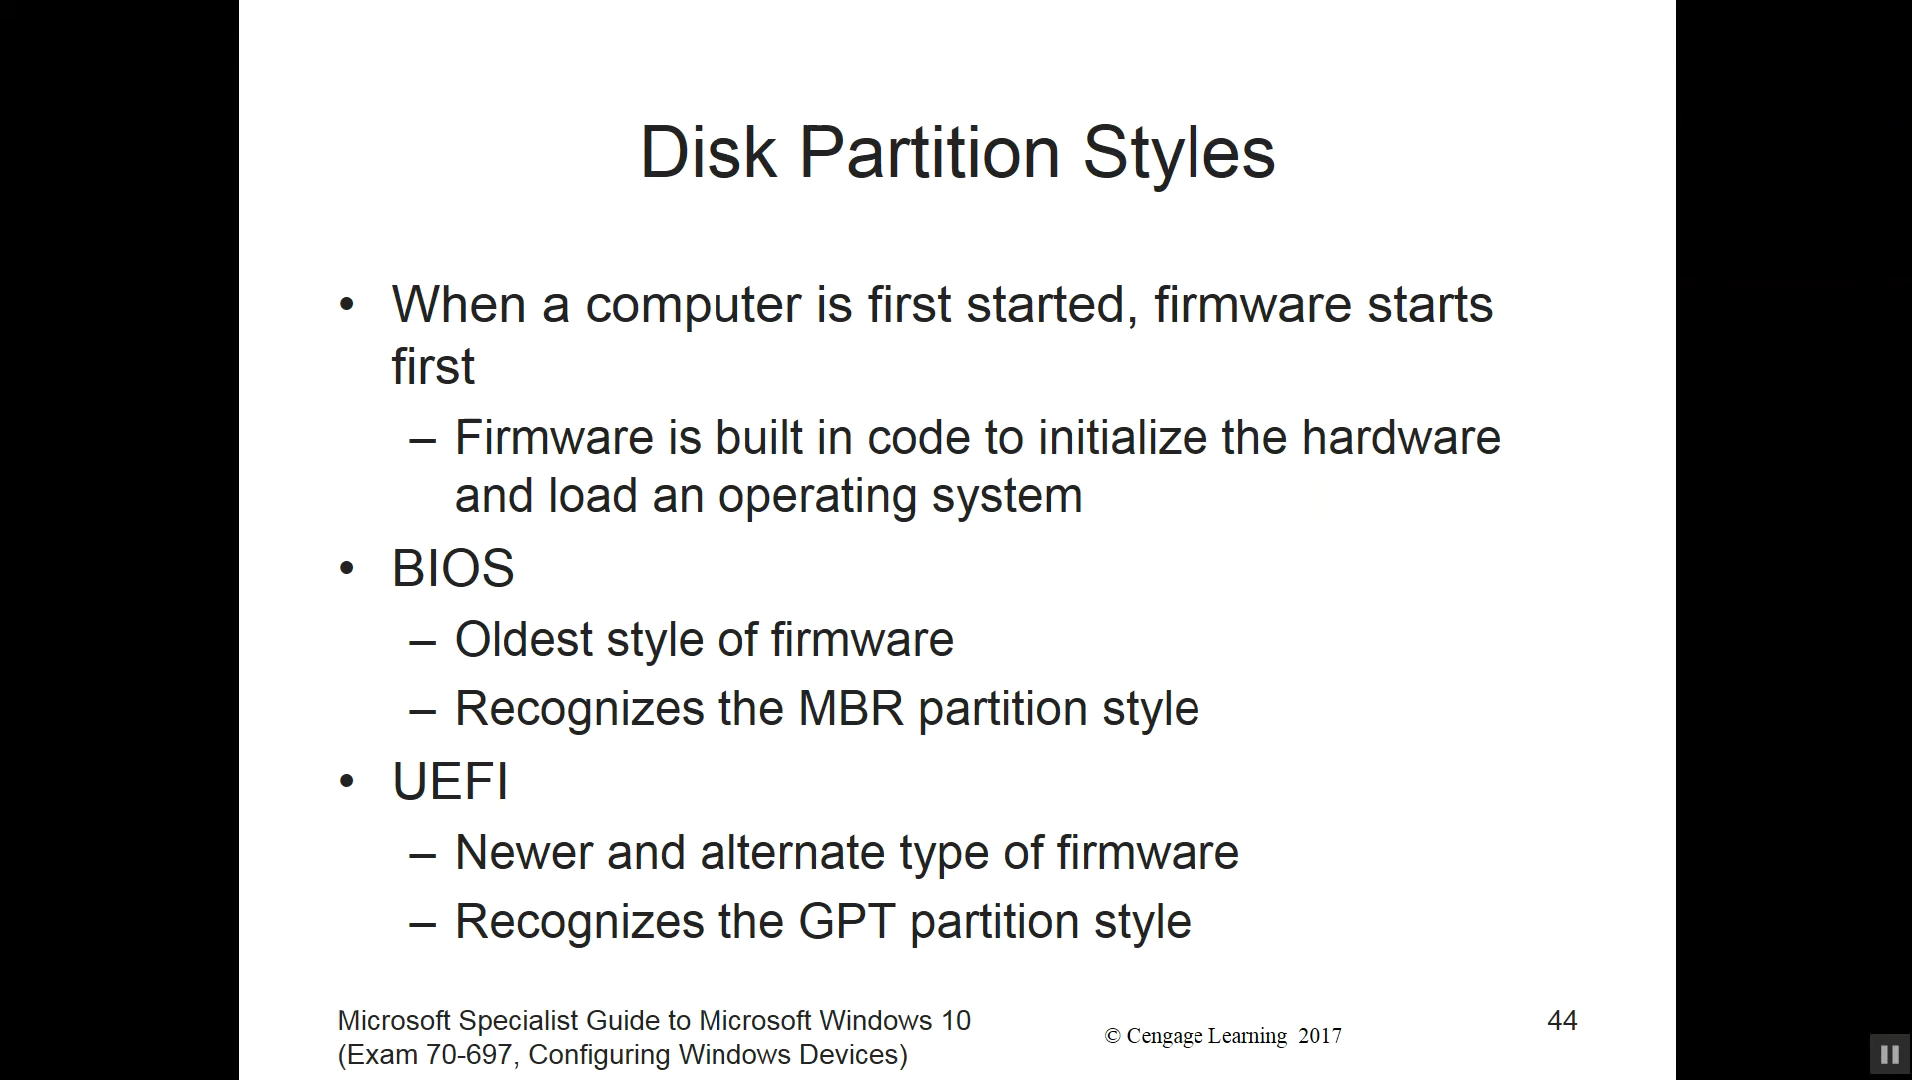 Disk Partition Styles
• When a computer is first started, firmware starts
first
– Firmware is built in code to initialize the hardware
and load an operating system
• BIOS
– Oldest style of firmware
– Recognizes the MBR partition style
• UEFI
– Newer and alternate type of firmware
– Recognizes the GPT partition style
Microsoft Specialist Guide to Microsoft Windows 10
(Exam 70-697, Configuring Windows Devices)
© Cengage Learning 2017
44